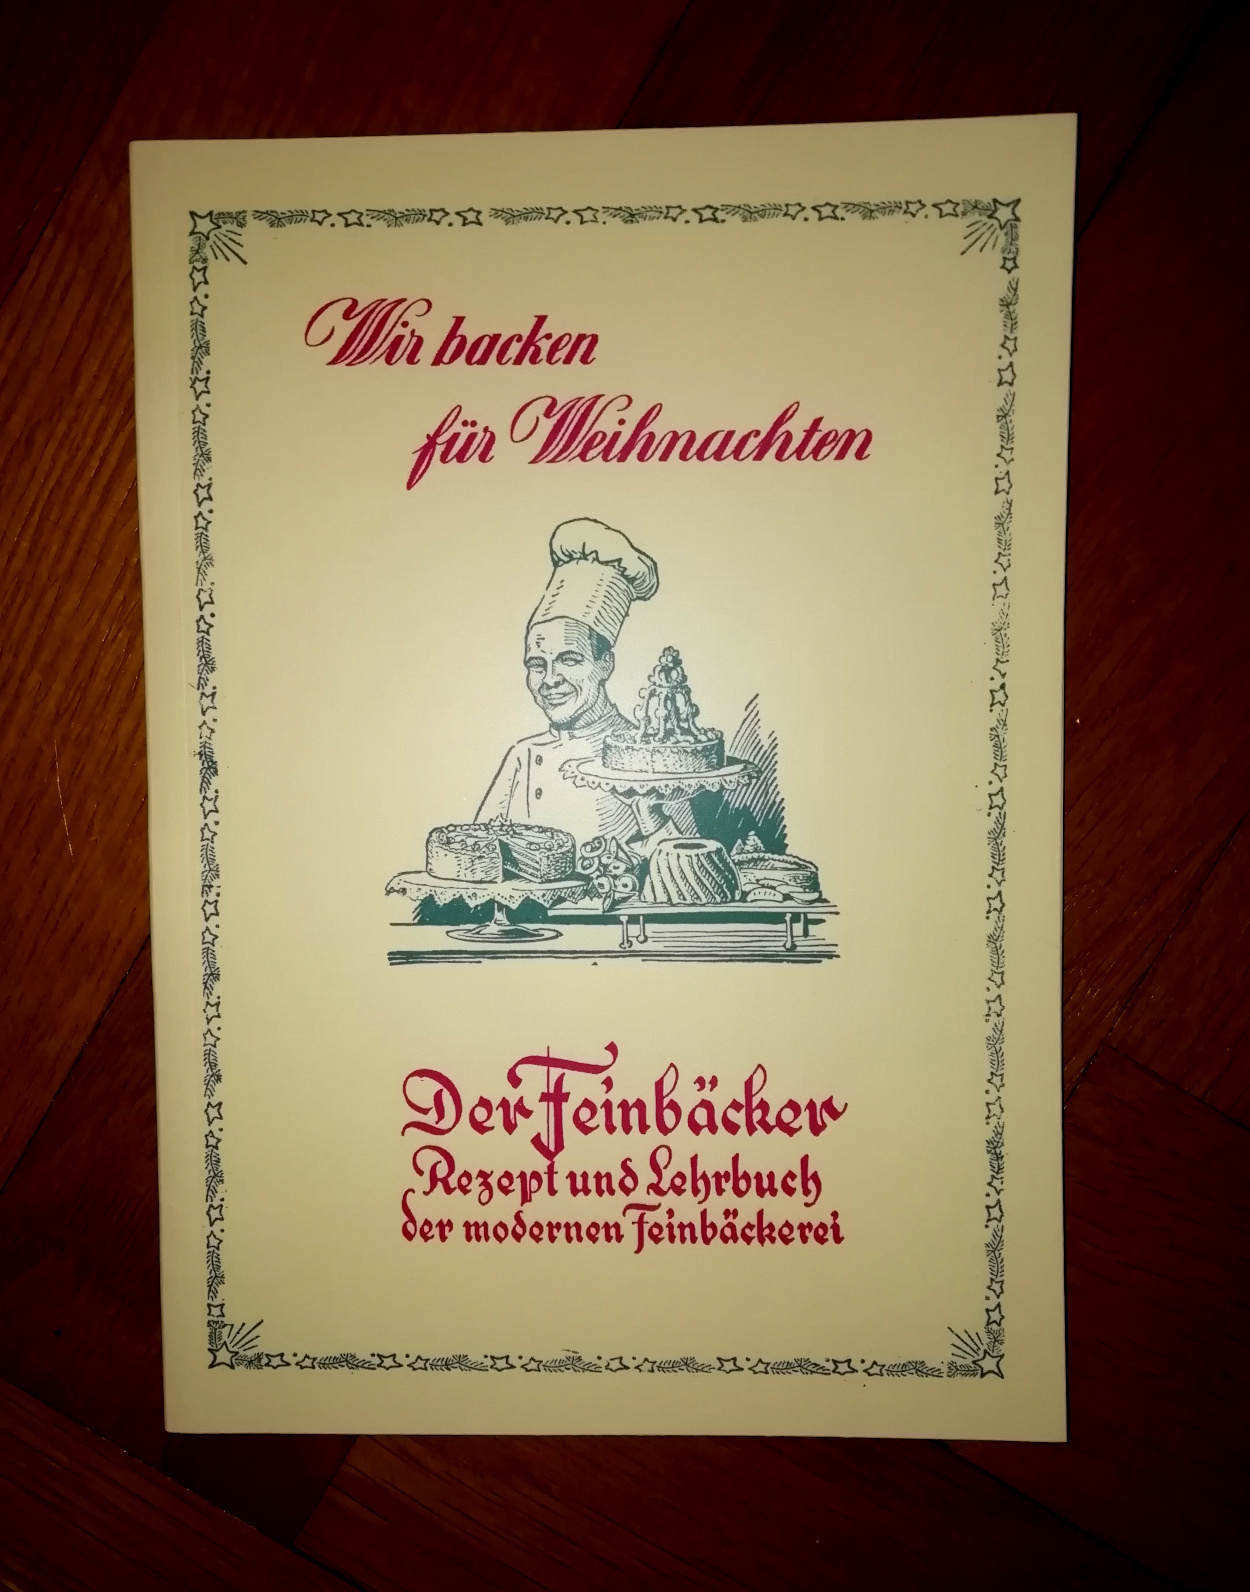 Wir backen
für Weihnachten
Der Feinbäcker
Rezept und Lehrbuch
der modernen Feinbäckerei